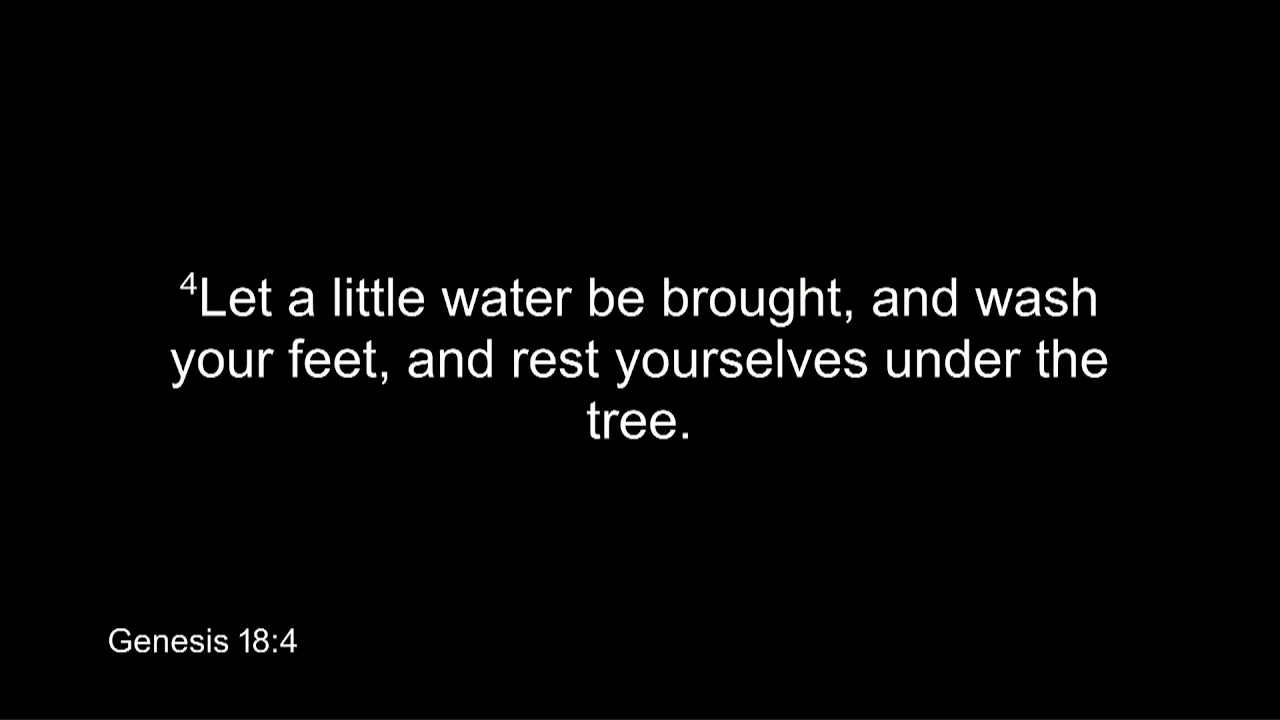 ⁴Let a little water be brought, and wash
your feet, and rest yourselves under the
tree.
Genesis 18:4